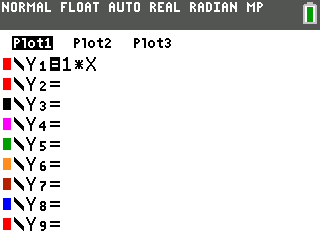 NORMAL FLOAT AUTO REAL RADIAN MP
Plot1 Plot2 Plot3
\Y1=1*X
\Y2=
\Y3=
\Y4=
\Y5=
\Y6=
\Y7=
\Y8=
\Y9=